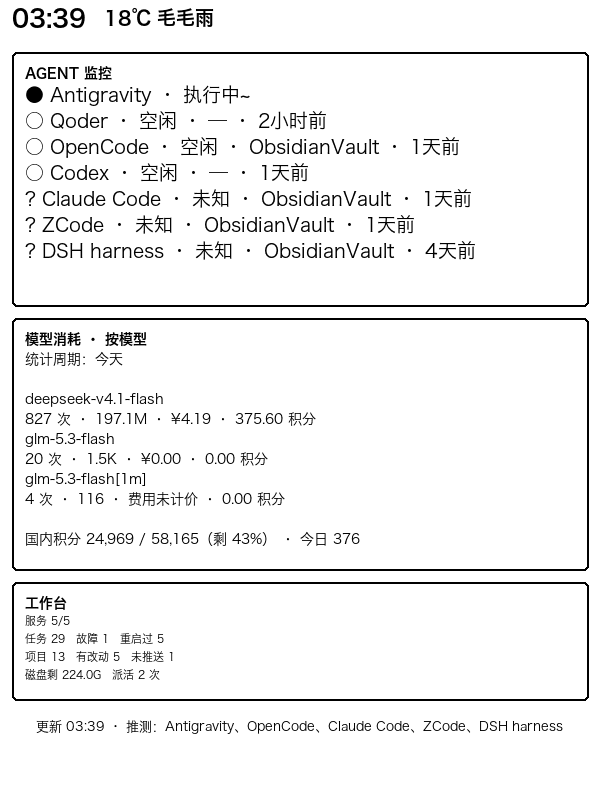 03:39 18℃ 毛毛雨
AGENT 监控
● Antigravity · 执行中~
○ Qoder · 空闲 · — · 2小时前
○ OpenCode · 空闲 · ObsidianVault · 1天前
○ Codex · 空闲 · — · 1天前
? Claude Code · 未知 · ObsidianVault · 1天前
? ZCode · 未知 · ObsidianVault · 1天前
? DSH harness · 未知 · ObsidianVault · 4天前
模型消耗 · 按模型
统计周期：今天
deepseek-v4.1-flash
827 次 · 197.1M · ¥4.19 · 375.60 积分
glm-5.3-flash
20 次 · 1.5K · ¥0.00 · 0.00 积分
glm-5.3-flash[1m]
4 次 · 116 · 费用未计价 · 0.00 积分
国内积分 24,969 / 58,165（剩 43%） · 今日 376
工作台
服务 5/5
任务 29 故障 1 重启过 5
项目 13 有改动 5 未推送 1
磁盘剩 224.0G 派活 2 次
更新 03:39 · 推测：Antigravity、OpenCode、Claude Code、ZCode、DSH harness